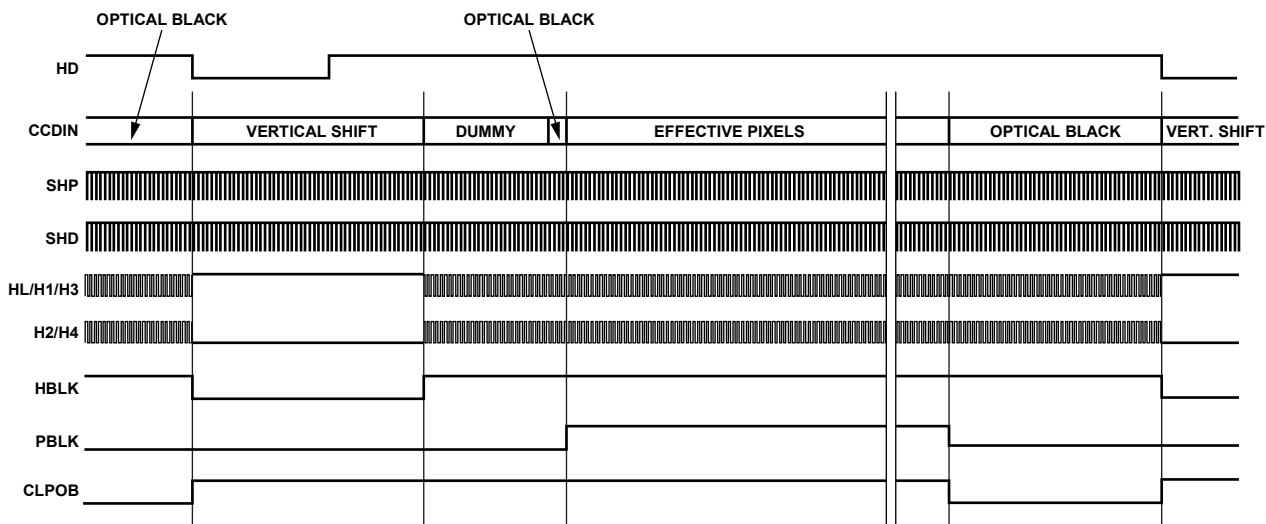 OPTICAL BLACK
OPTICAL BLACK
HD
CCDIN
VERTICAL SHIFT
DUMMY
EFFECTIVE PIXELS
OPTICAL BLACK
VERT. SHIFT
SHP
SHD
HL/H1/H3
H2/H4
HBLK
PBLK
CLPOB